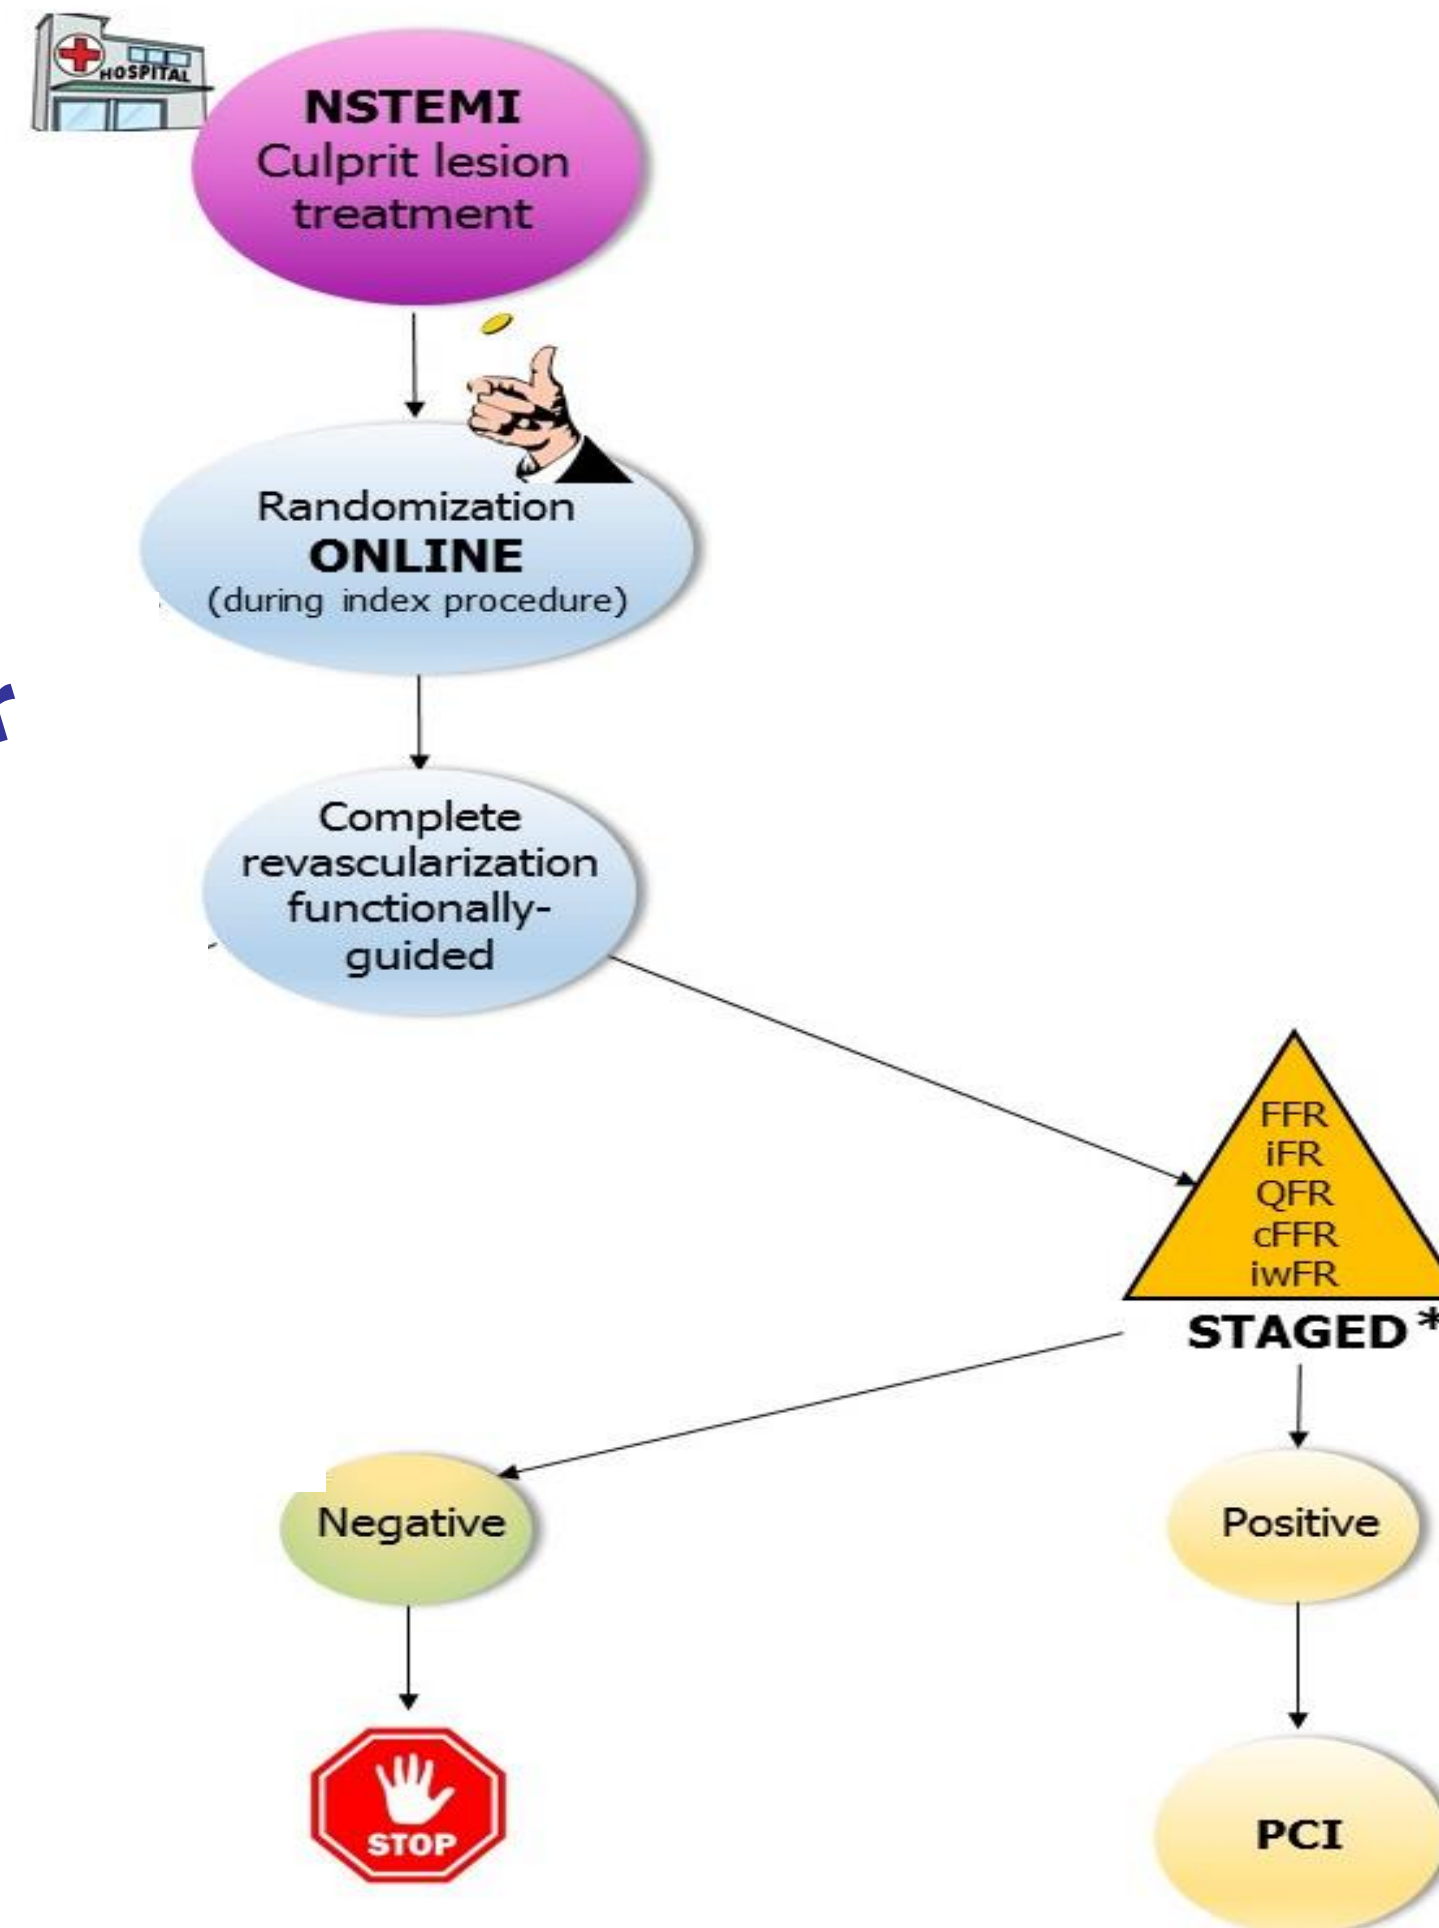 HOSPITAL
NSTEMI
Culprit lesion
treatment
Randomization
ONLINE
(during index procedure)
r
Complete
revascularization
functionally-
guided
FFR
iFR
QFR
cFFR
iwFR
STAGED *
Negative
Positive
STOP
PCI